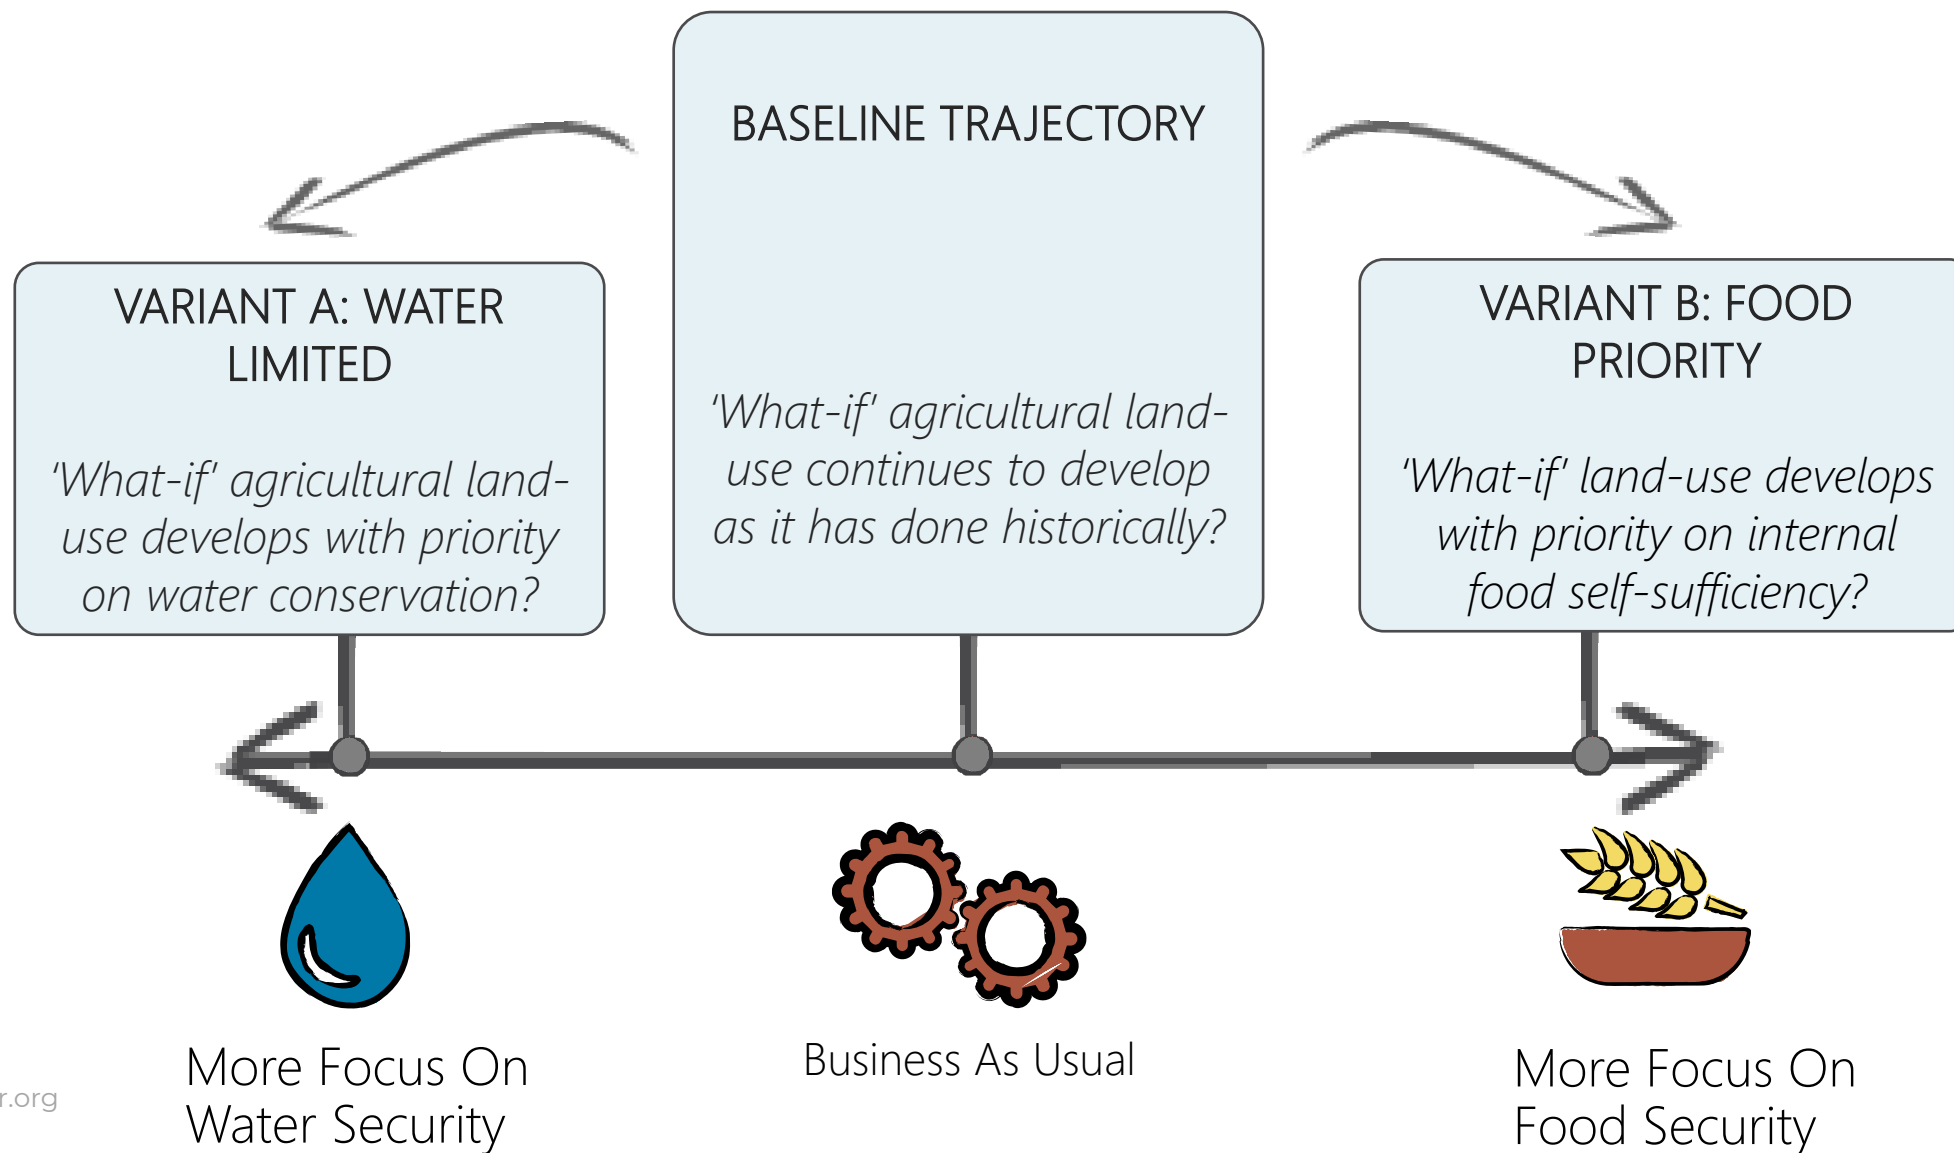 BASELINE TRAJECTORY
'What-if' agricultural land-
use continues to develop
as it has done historically?
VARIANT A: WATER
LIMITED
'What-if' agricultural land-
use develops with priority
on water conservation?
VARIANT B: FOOD
PRIORITY
'What-if' land-use develops
with priority on internal
food self-sufficiency?
More Focus On
Water Security
Business As Usual
More Focus On
Food Security
r.org